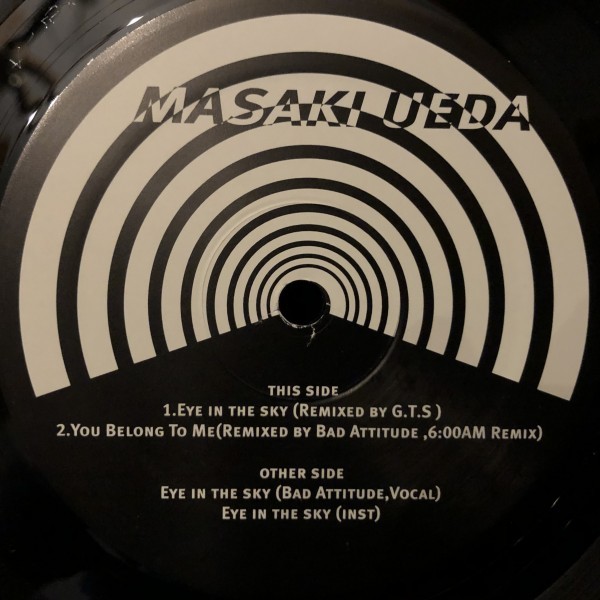 MASAKI UEDA
THIS SIDE
1.EYE IN THE SKY (REMIXED BY G.T.S )
2.YOU BELONG TO ME(REMIXED BY BAD ATTITUDE ,6:00AM REMIX)
OTHER SIDE
EYE IN THE SKY (BAD ATTITUDE,VOCAL)
EYE IN THE SKY (INST)